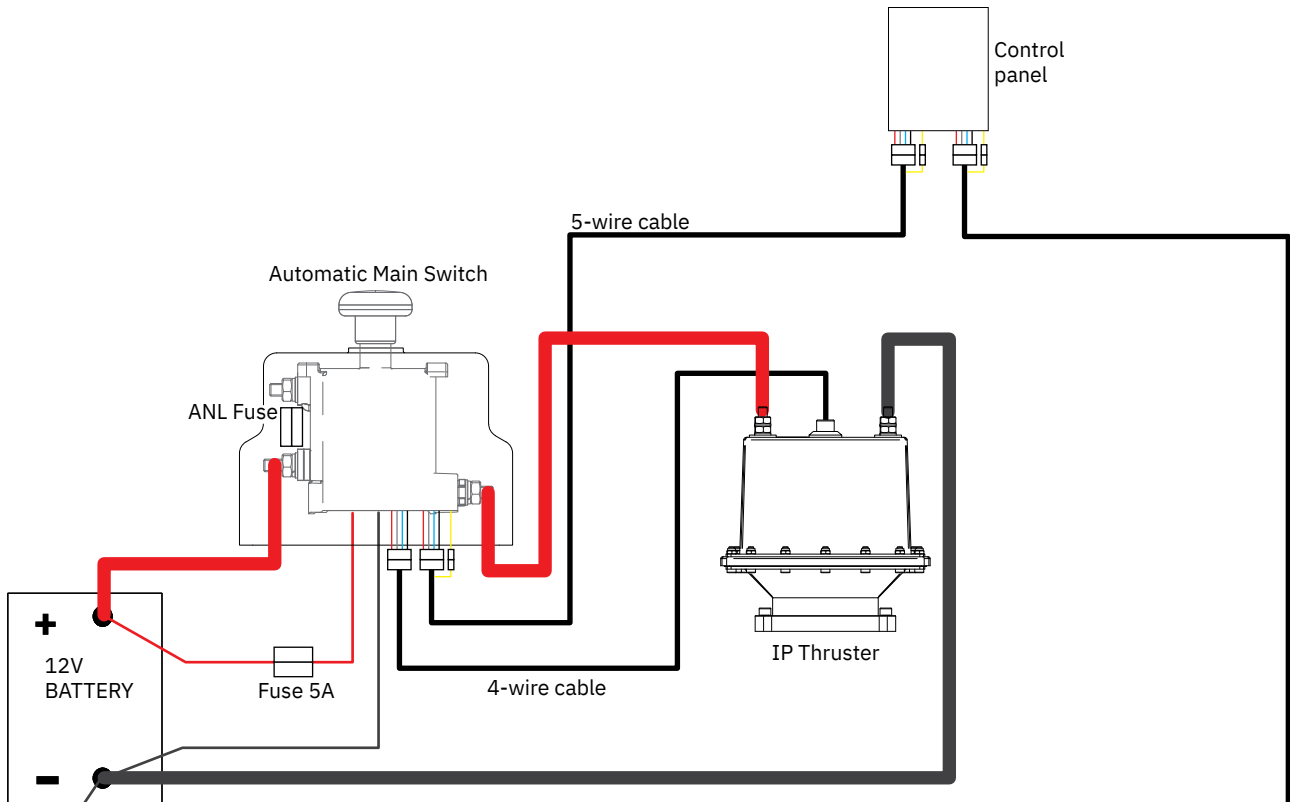 Control
panel
5-wire cable
Automatic Main Switch
ANL Fuse
IP Thruster
+
12V
BATTERY
Fuse 5A
4-wire cable
-